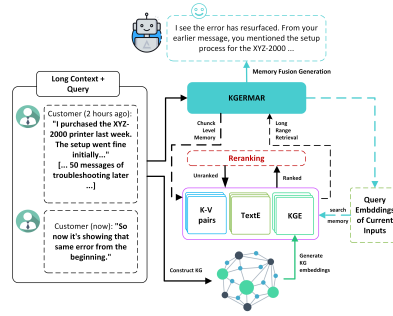 I see the error has resurfaced. From your
earlier message, you mentioned the setup
process for the XYZ-2000 ...
Memory Fusion Generation
Long Context +
Query
KGERMAR
Customer (2 hours ago):
"I purchased the XYZ-
2000 printer last week.
The setup went fine
initially..."
[... 50 messages of
troubleshooting later
...]
Chunck
Level
Memory
Long
Range
Retrieval
Reranking
Unranked
Ranked
K-V
pairs
TextE
KGE
Query
Embddings
of Current
Inputs
search
memory
Customer (now): "So
now it's showing that
same error from the
beginning."
Construct KG
Generate
KG
embeddings